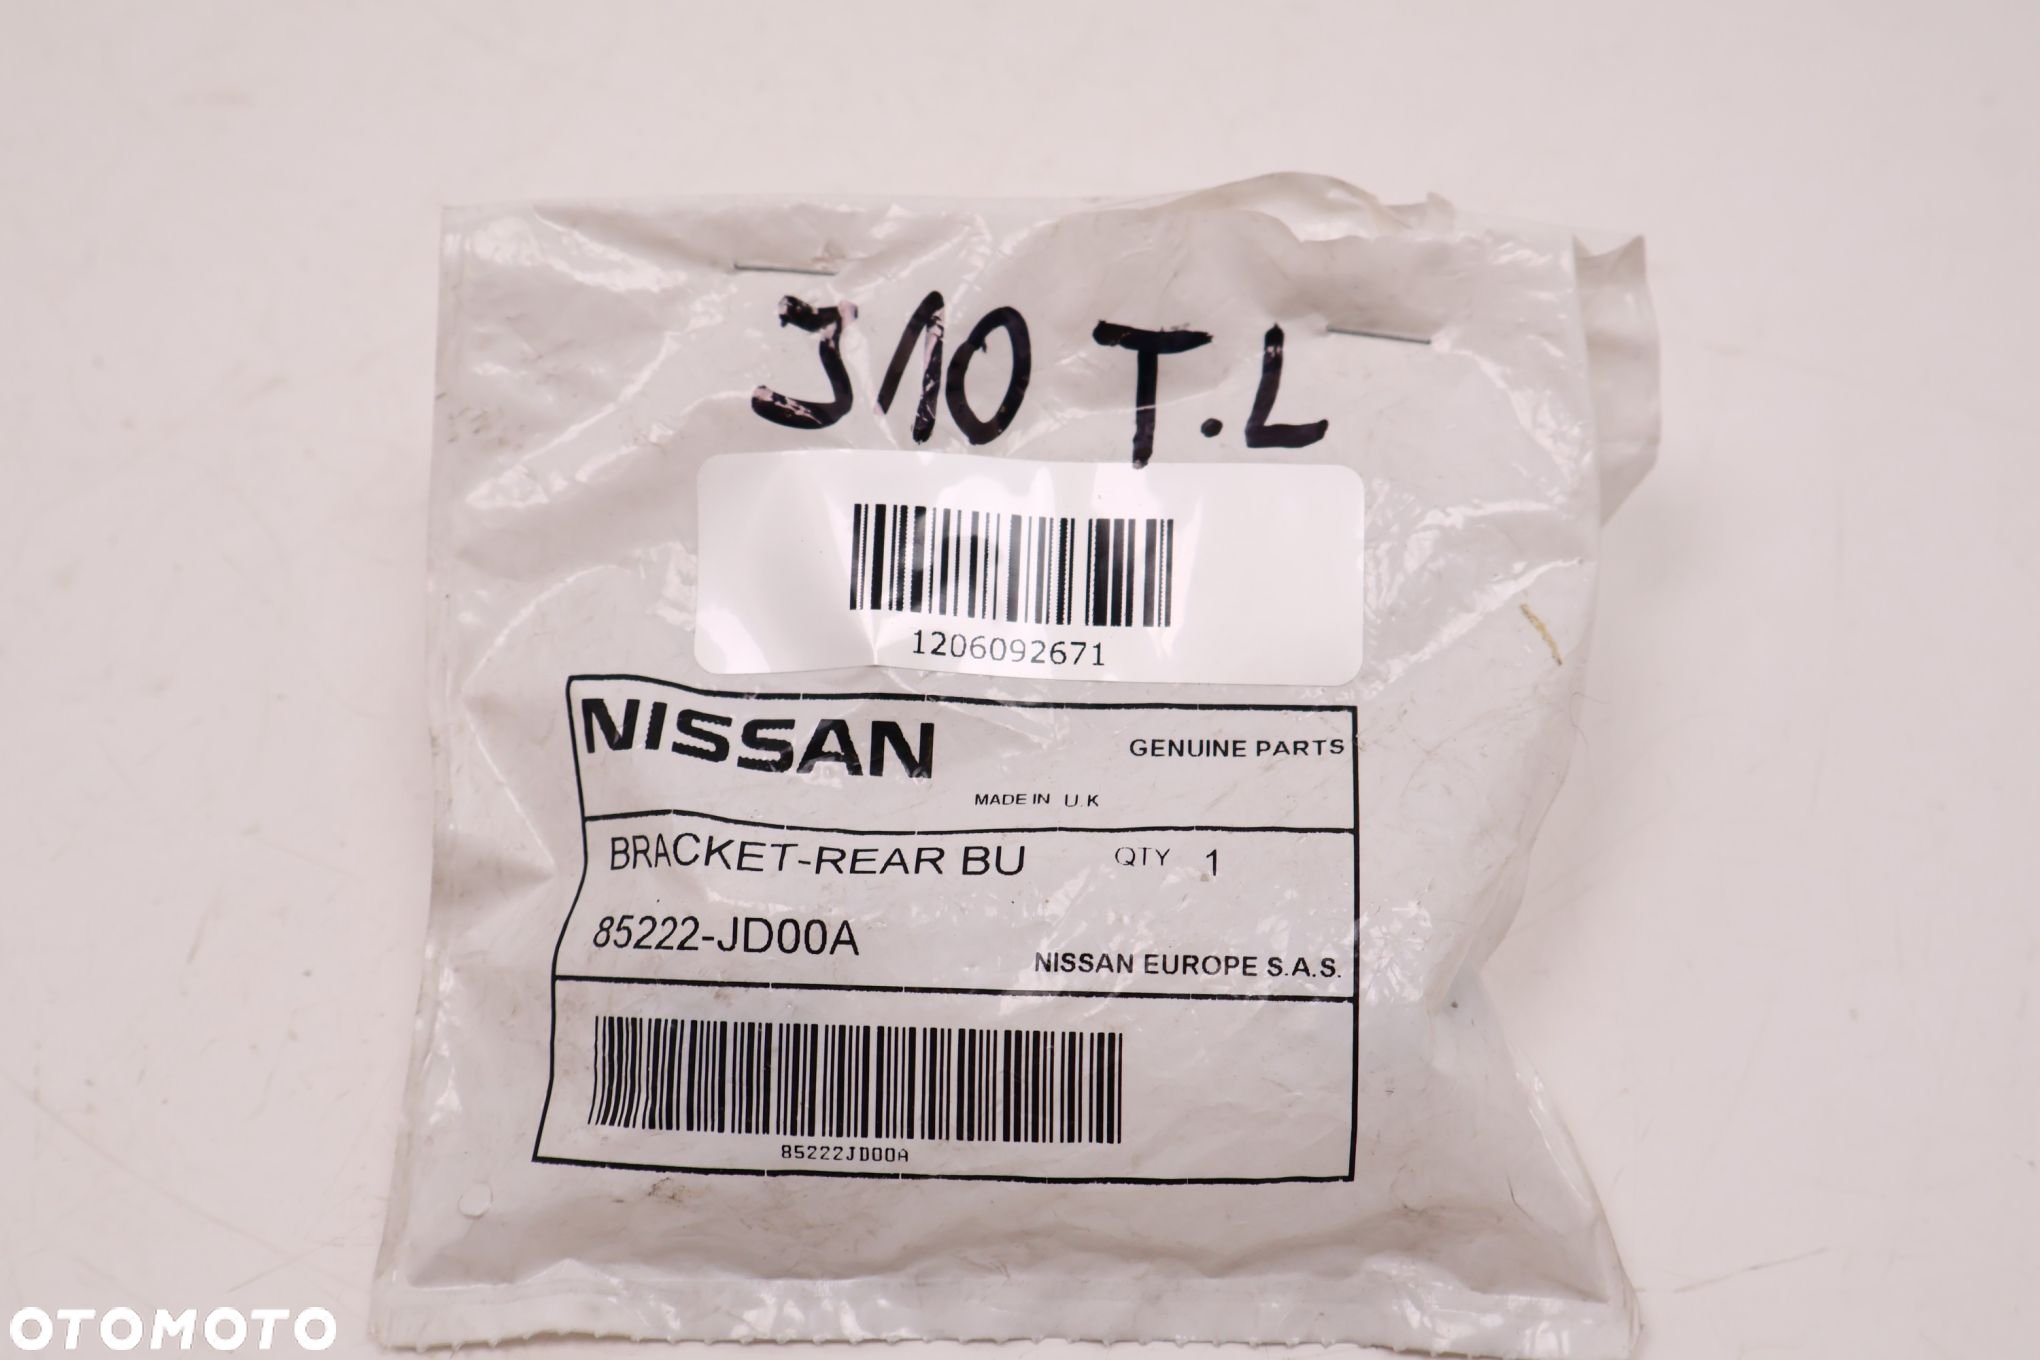 J10 T.L
1206092671
NISSAN
GENUINE PARTS
MADE IN U.K
BRACKET-REAR BU QTY 1
85222-JD00A
NISSAN EUROPE S.A.S.
85222JD00A
OTOMOTO